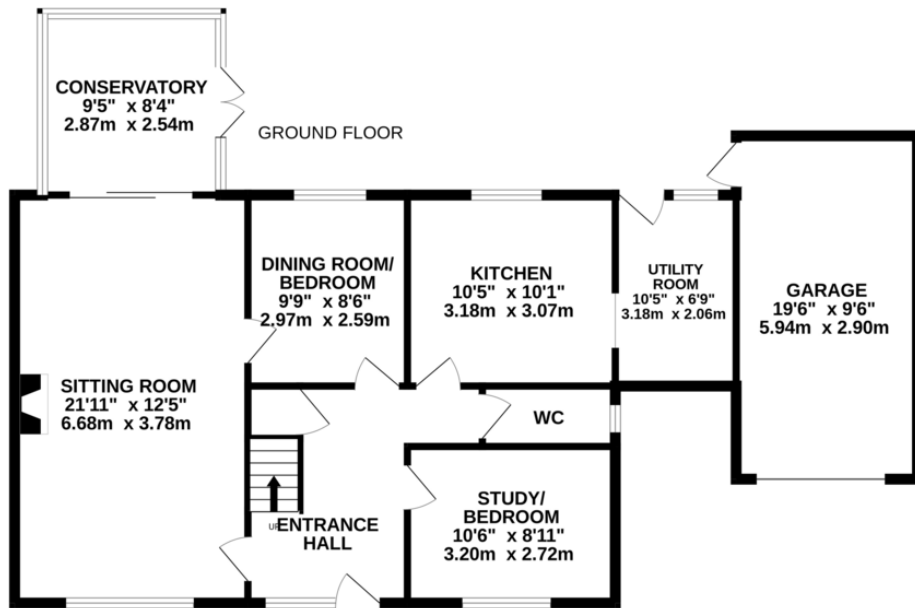 CONSERVATORY
9'5" x 8'4"
2.87m x 2.54m
GROUND FLOOR
DINING ROOM/
BEDROOM
9'9" x 8'6"
2.97m x 2.59m
KITCHEN
10'5" x 10'1"
3.18m x 3.07m
UTILITY
ROOM
10'5" x 6'9"
3.18m x 2.06m
GARAGE
19'6" x 9'6"
5.94m x 2.90m
SITTING ROOM
21'11" x 12'5"
6.68m x 3.78m
WC
STUDY/
BEDROOM
10'6" x 8'11"
3.20m x 2.72m
UP
ENTRANCE
HALL